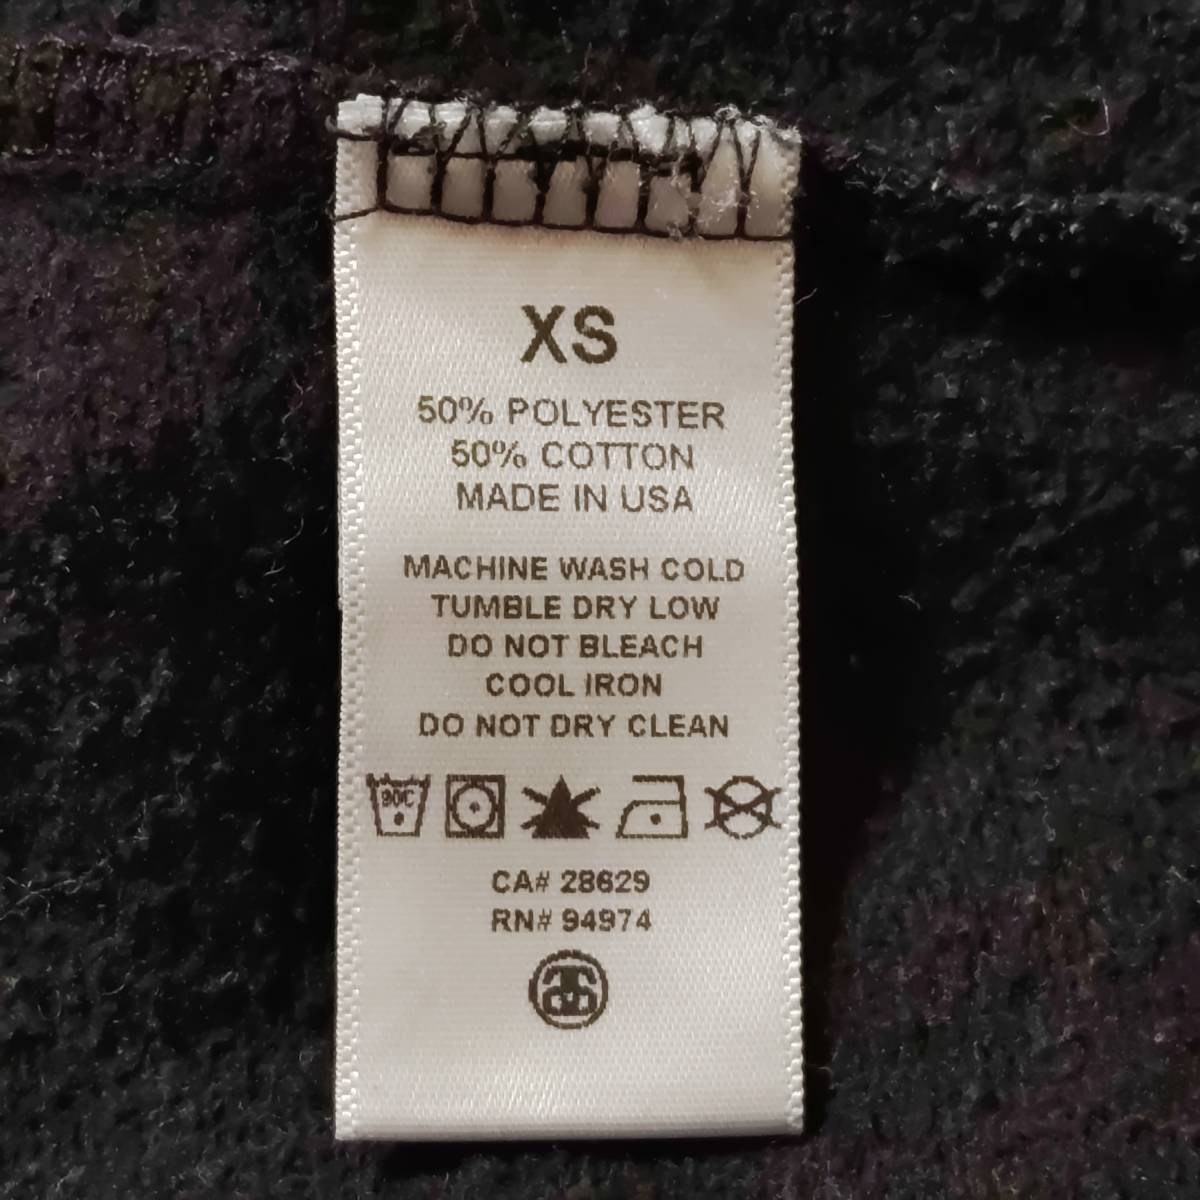 XS
50% POLYESTER
50% COTTON
MADE IN USA
MACHINE WASH COLD
TUMBLE DRY LOW
DO NOT BLEACH
COOL IRON
DO NOT DRY CLEAN
CA# 28629
RN# 94974